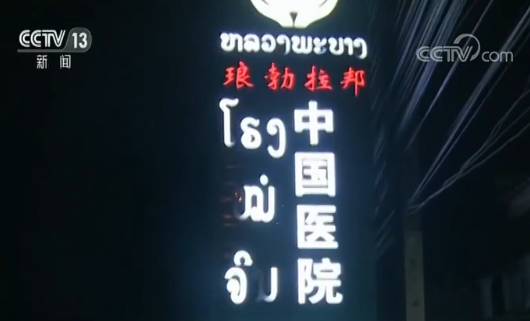 CCTV 13
新闻
CCTV.com
ຫລວງພະບາງ
琅勃拉邦
ໂຮງ
ໝໍ
ຈີນ
中国医院